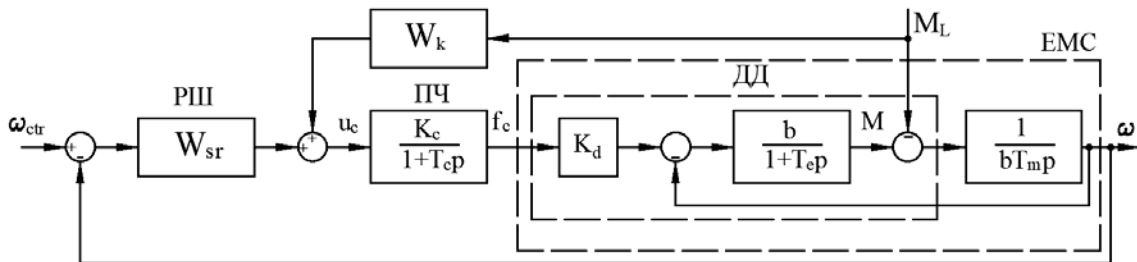 M_L
EMC
W_k
ДД
РШ
ПЧ
ω_ctr
+
-
W_sr
+
+
u_c
K_c
1+T_cp
f_c
K_d
-
b
1+T_ep
M
-
1
bT_mp
ω